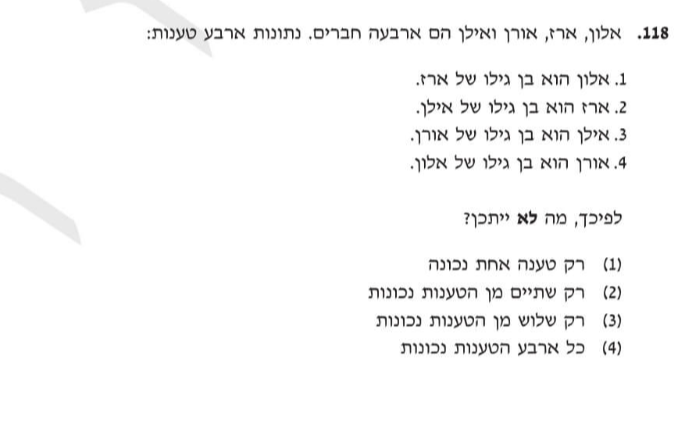 118. אלון, ארז, אורן ואילן הם ארבעה חברים. נתונות ארבע טענות:
1. אלון הוא בן גילו של ארז.
2. ארז הוא בן גילו של אילן.
3. אילן הוא בן גילו של אורן.
4. אורן הוא בן גילו של אלון.
לפיכך, מה לא ייתכן?
(1) רק טענה אחת נכונה
(2) רק שתיים מן הטענות נכונות
(3) רק שלוש מן הטענות נכונות
(4) כל ארבע הטענות נכונות